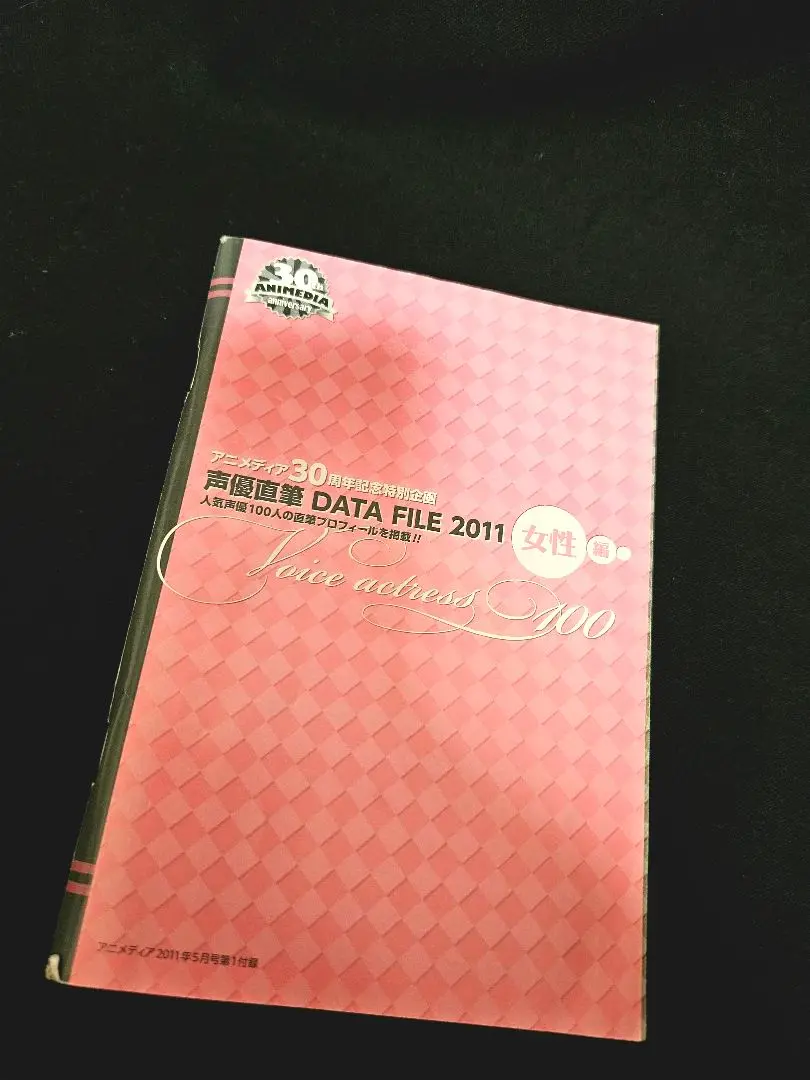 30th
ANIMEDIA
anniversary
アニメディア30周年記念特別企画
声優直筆 DATA FILE 2011 女性編
人気声優100人の直筆プロフィールを掲載!!
Voice actress 100
アニメディア2011年5月号第1付録